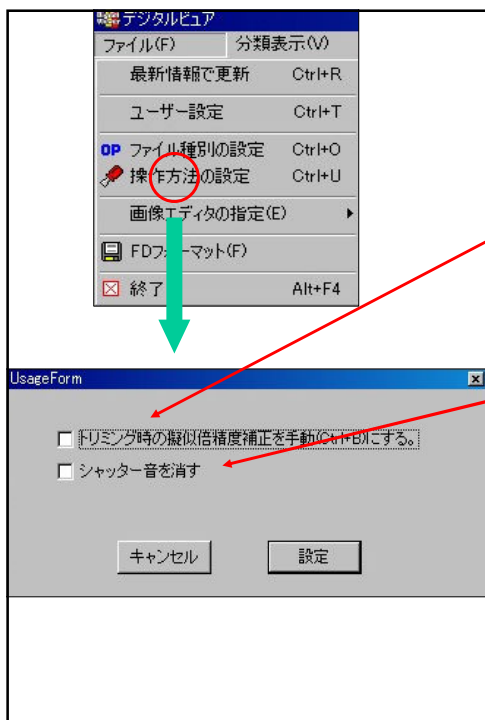 デジタルビュア
ファイル(F) 分類表示(V)
最新情報で更新 Ctrl+R
ユーザー設定 Ctrl+T
OP ファイル種別の設定 Ctrl+O
操作方法の設定 Ctrl+U
画像エディタの指定(E)
FDフォーマット(F)
終了 Alt+F4
UsageForm
トリミング時の擬似倍精度補正を手動(Ctrl+B)にする。
シャッター音を消す
キャンセル 設定